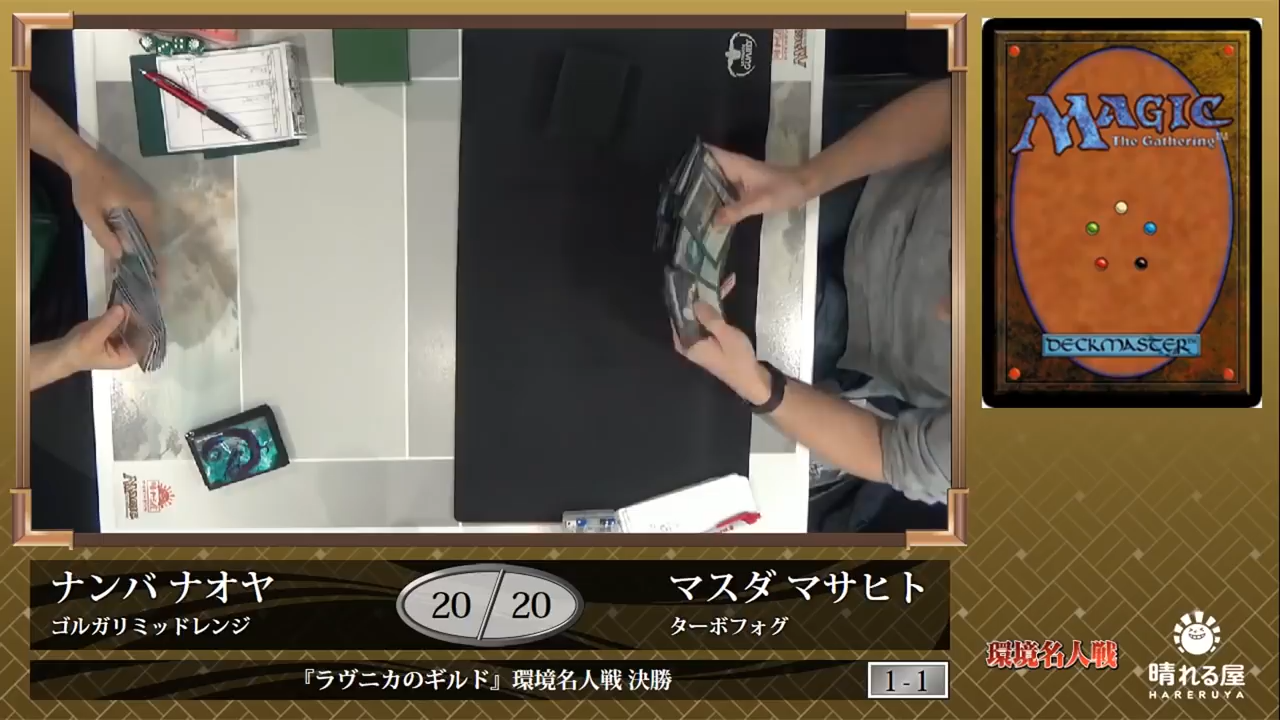 MAGIC
The Gathering
DECKMASTER
ナンバ ナオヤ
ゴルガリミッドレンジ
20 / 20
マスダ マサヒト
ターボフォグ
『ラヴニカのギルド』環境名人戦 決勝
1 - 1
環境名人戦
晴れる屋
HARERUYA